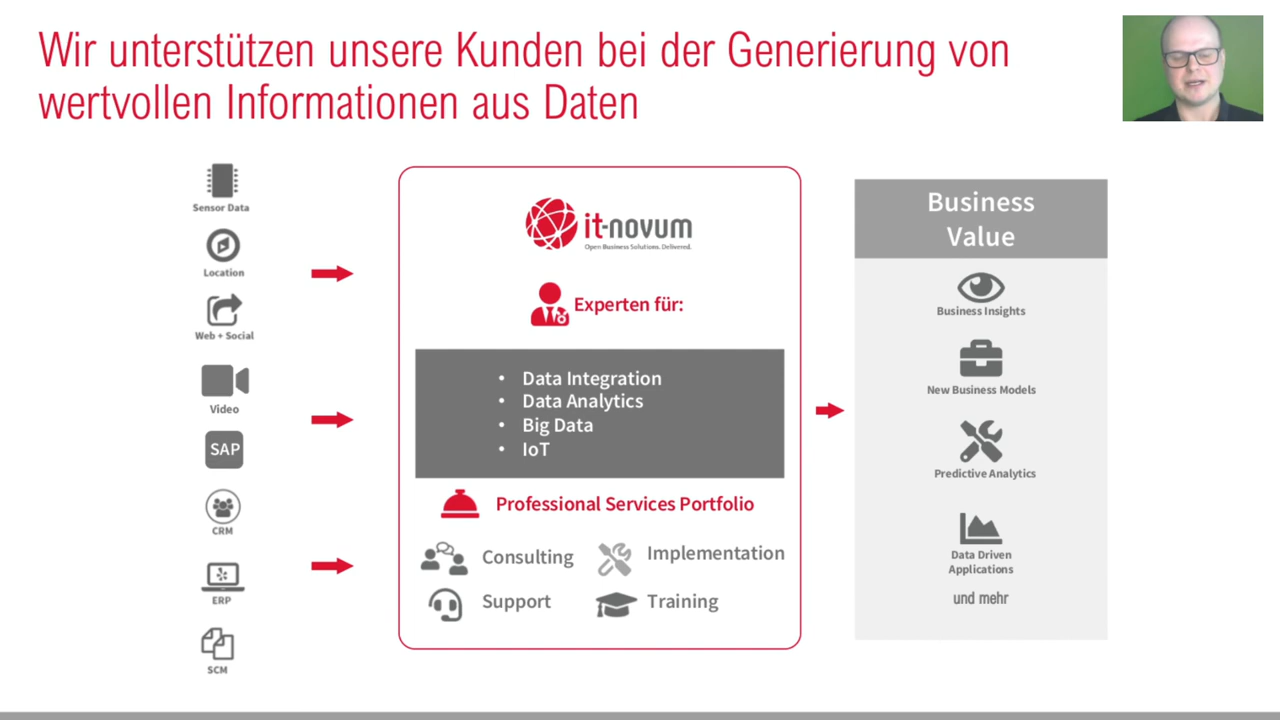 Wir unterstützen unsere Kunden bei der Generierung von
wertvollen Informationen aus Daten
Sensor Data
Location
Web + Social
Video
SAP
CRM
ERP
SCM
it-novum
Open Business Solutions. Delivered.
Experten für:
• Data Integration
• Data Analytics
• Big Data
• IoT
Professional Services Portfolio
Consulting
Implementation
Support
Training
Business
Value
Business Insights
New Business Models
Predictive Analytics
Data Driven
Applications
und mehr